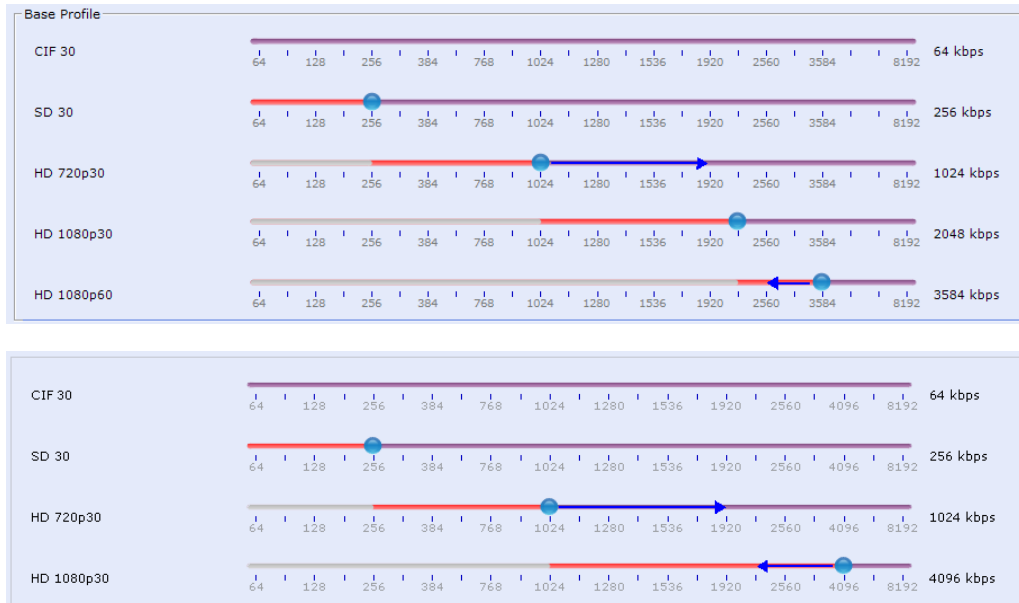 Base Profile
CIF 30
64 kbps
64 128 256 384 768 1024 1280 1536 1920 2560 3584 8192
SD 30
256 kbps
64 128 256 384 768 1024 1280 1536 1920 2560 3584 8192
HD 720p30
1024 kbps
64 128 256 384 768 1024 1280 1536 1920 2560 3584 8192
HD 1080p30
2048 kbps
64 128 256 384 768 1024 1280 1536 1920 2560 3584 8192
HD 1080p60
3584 kbps
64 128 256 384 768 1024 1280 1536 1920 2560 3584 8192
CIF 30
64 kbps
64 128 256 384 768 1024 1280 1536 1920 2560 4096 8192
SD 30
256 kbps
64 128 256 384 768 1024 1280 1536 1920 2560 4096 8192
HD 720p30
1024 kbps
64 128 256 384 768 1024 1280 1536 1920 2560 4096 8192
HD 1080p30
4096 kbps
64 128 256 384 768 1024 1280 1536 1920 2560 4096 8192